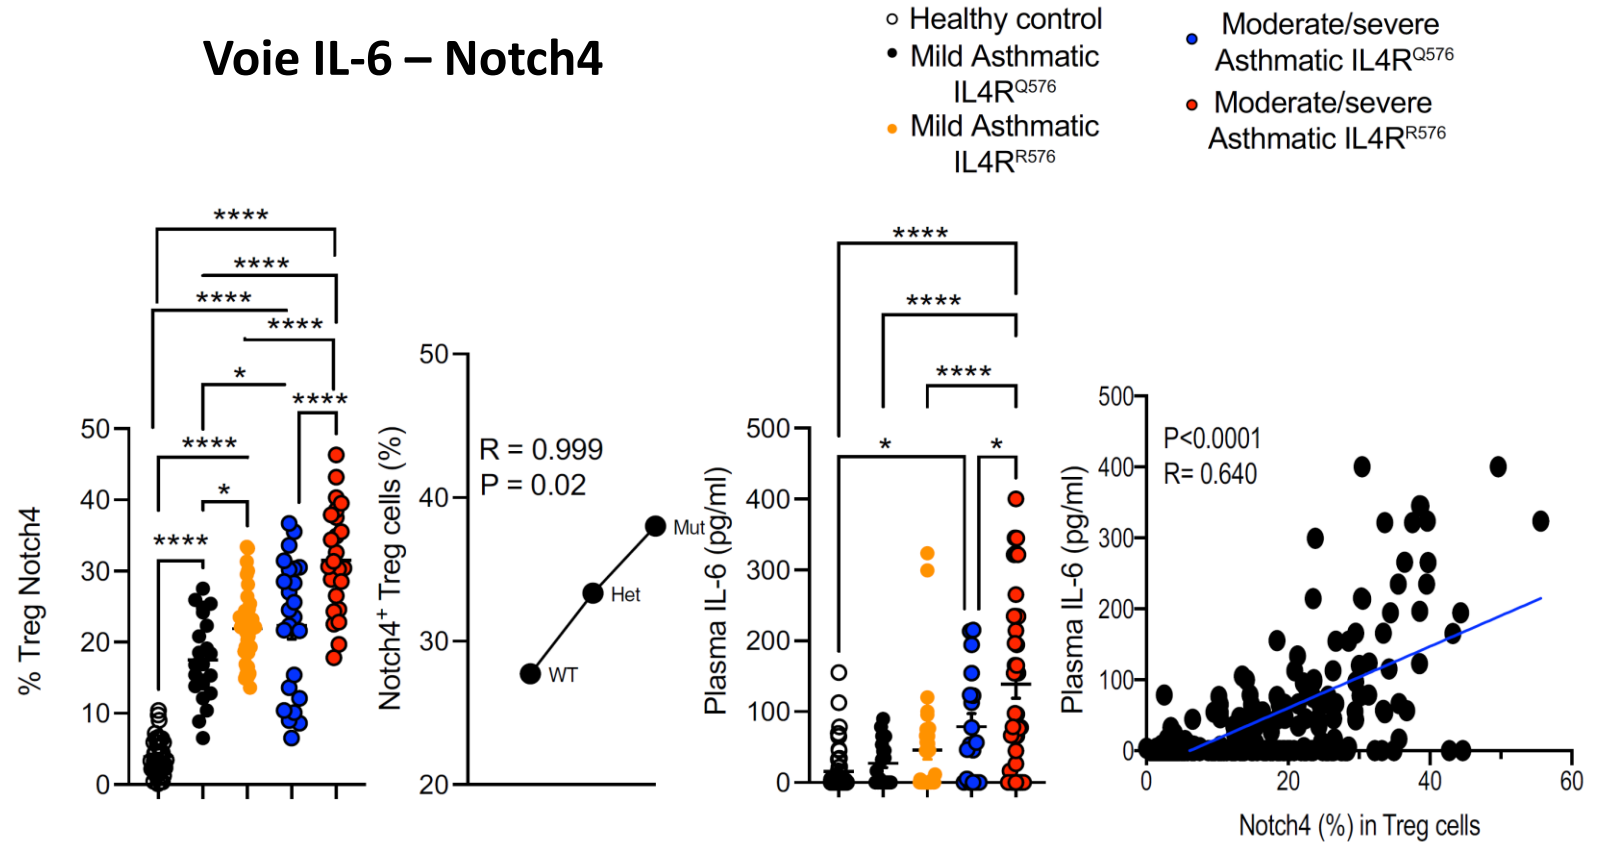 Voie IL-6 – Notch4
Healthy control
Mild Asthmatic
IL4RQ576
Mild Asthmatic
IL4RR576
Moderate/severe
Asthmatic IL4RQ576
Moderate/severe
Asthmatic IL4RR576
% Treg Notch4
50
40
30
20
10
0
****
****
****
****
*
****
****
*
****
Notch4+ Treg cells (%)
50
40
30
20
R = 0.999
P = 0.02
Mut
Het
WT
Plasma IL-6 (pg/ml)
500
400
300
200
100
0
****
****
****
*
*
Plasma IL-6 (pg/ml)
500
400
300
200
100
0
P<0.0001
R= 0.640
0
20
40
60
Notch4 (%) in Treg cells